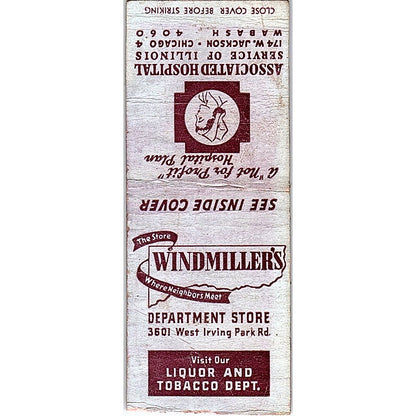 CLOSE COVER BEFORE STRIKING
ASSOCIATED HOSPITAL
SERVICE OF ILLINOIS
174 W. JACKSON • CHICAGO 4
WABASH 4060
A "Not for Profit"
Hospital Plan
SEE INSIDE COVER
The Store
WINDMILLER'S
Where Neighbors Meet
DEPARTMENT STORE
3601 West Irving Park Rd.
Visit Our
LIQUOR AND
TOBACCO DEPT.